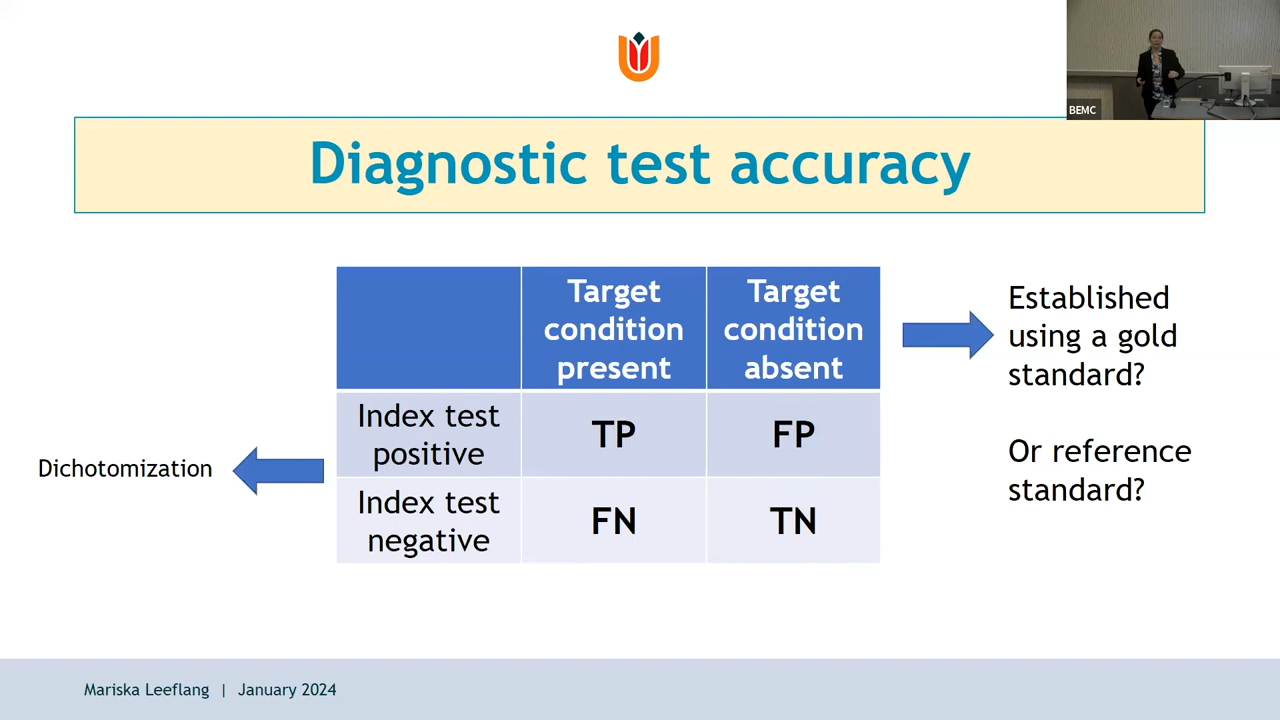 BEMC
Diagnostic test accuracy
Target
condition
present
Target
condition
absent
Index test
positive
TP
FP
Index test
negative
FN
TN
Dichotomization
Established
using a gold
standard?
Or reference
standard?
Mariska Leeflang | January 2024